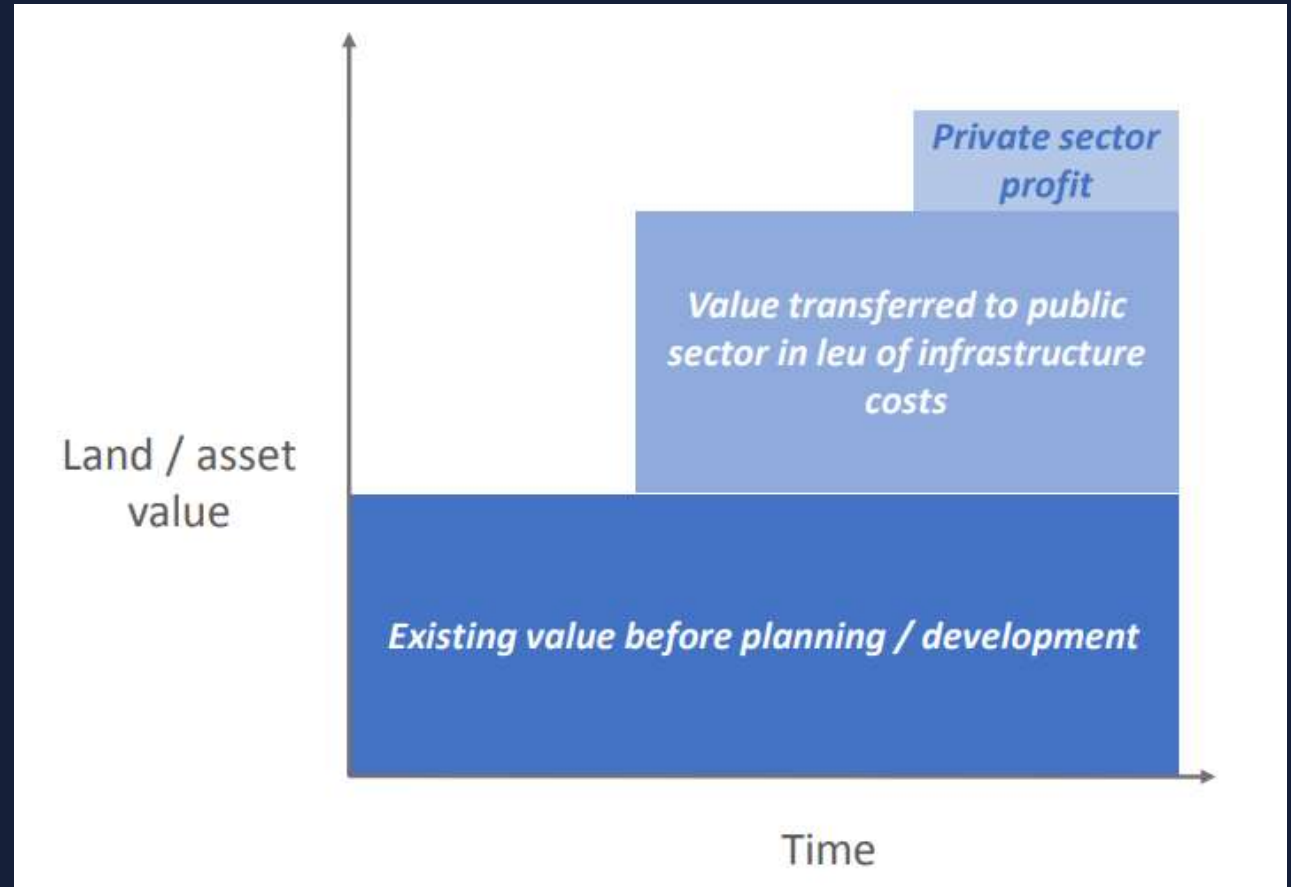 Private sector
profit
Value transferred to public
sector in leu of infrastructure
costs
Land / asset
value
Existing value before planning / development
Time